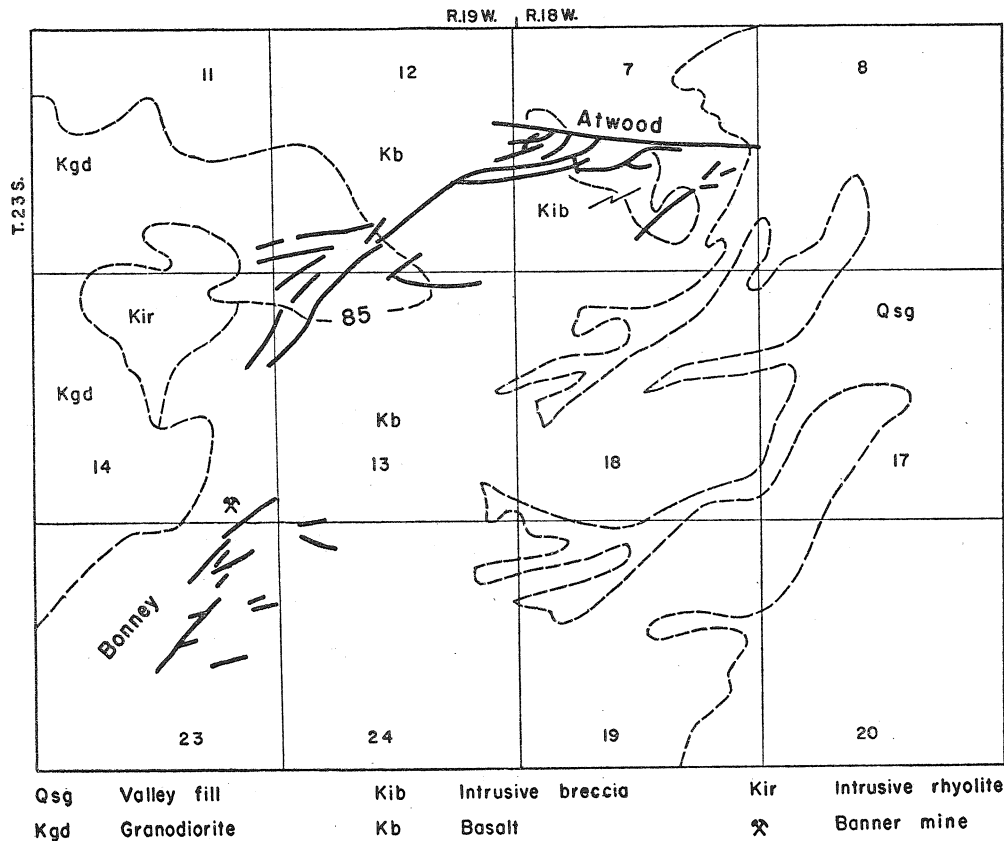 R.19 W. R.18 W.
T. 23 S.
11 12 7 8
Atwood
Kgd Kb
Kib
Kir 85 Qsg
Kgd Kb
14 13 18 17
Bonney
23 24 19 20
Qsg Valley fill Kib Intrusive breccia Kir Intrusive rhyolite
Kgd Granodiorite Kb Basalt Banner mine